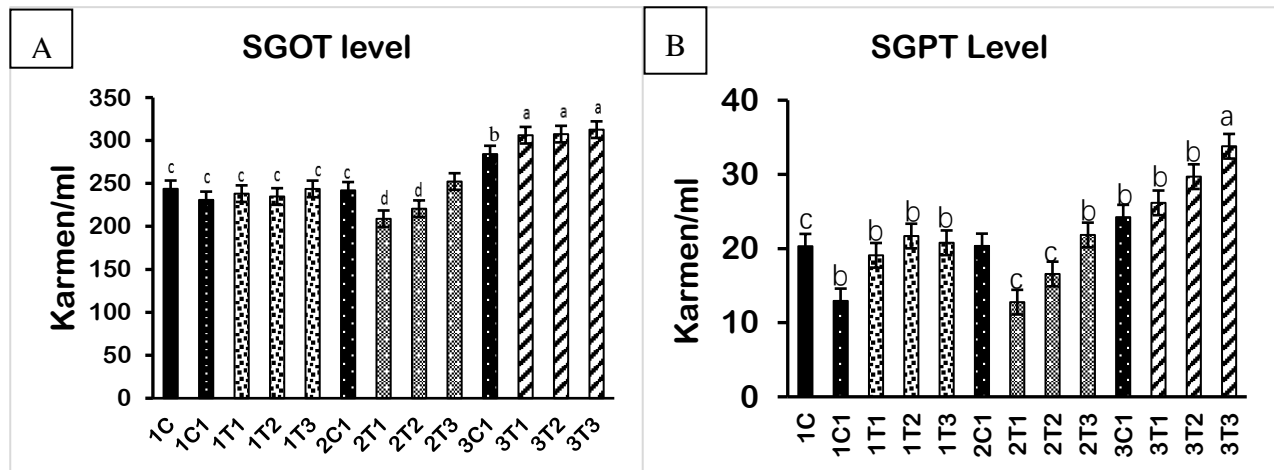 A
SGOT level
Karmen/ml
350
300
250
200
150
100
50
0
c c c c c c d d b a a a
1C 1C1 1T1 1T2 1T3 2C1 2T1 2T2 2T3 3C1 3T1 3T2 3T3
B
SGPT Level
Karmen/ml
40
30
20
10
0
c b b b b c c b b b b a
1C 1C1 1T1 1T2 1T3 2C1 2T1 2T2 2T3 3C1 3T1 3T2 3T3